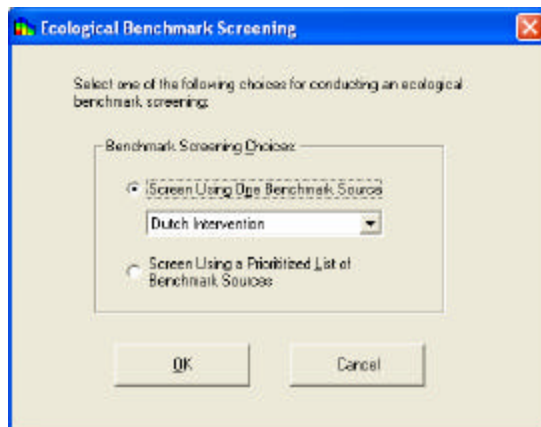 Ecological Benchmark Screening
Select one of the following choices for conducting an ecological
benchmark screening:
Benchmark Screening Choices
Screen Using One Benchmark Source
Dutch Intervention
Screen Using a Prioritized List of
Benchmark Sources
OK
Cancel